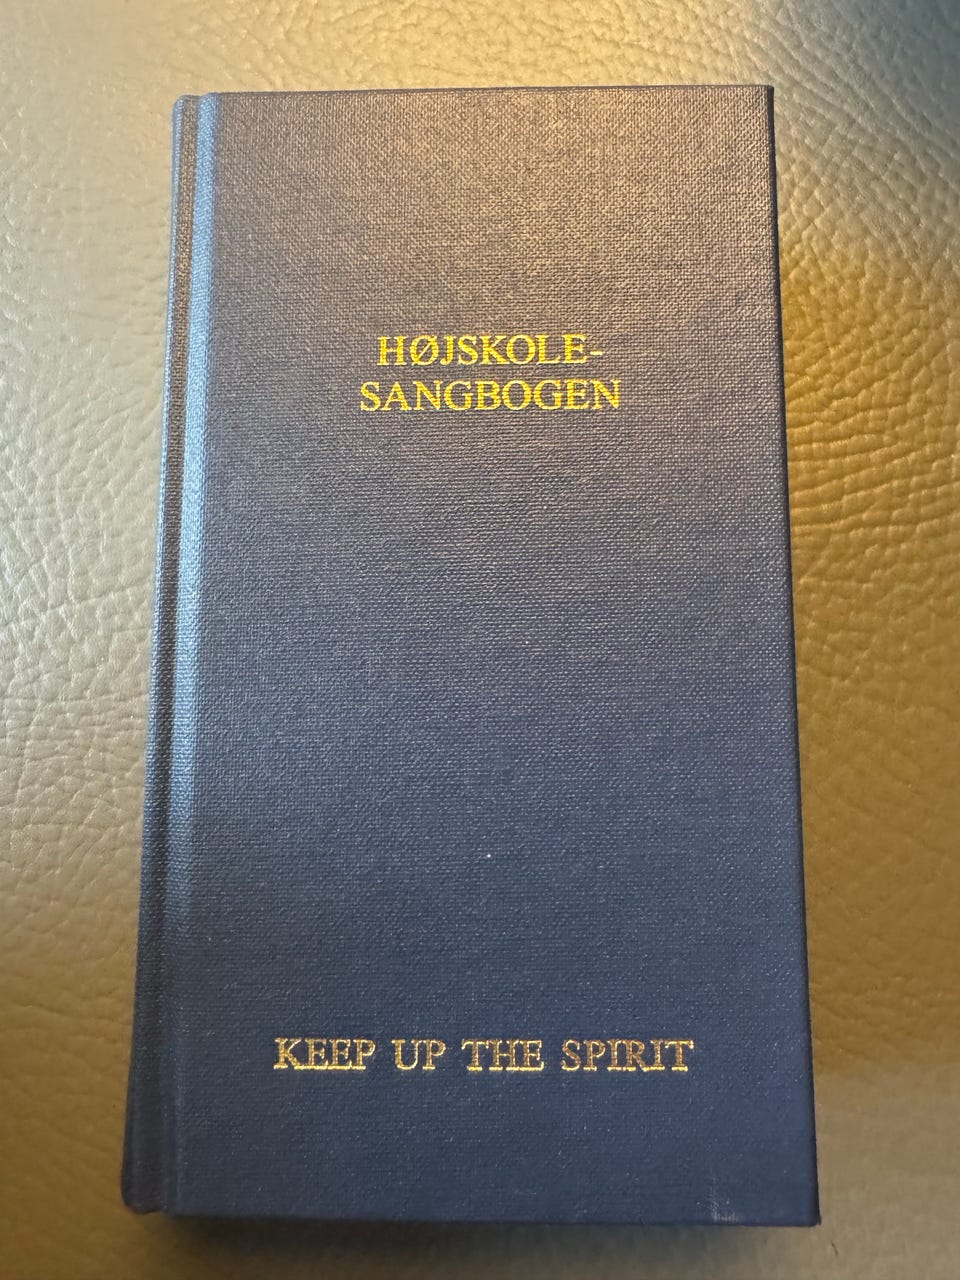 HØJSKOLE-
SANGBOGEN
KEEP UP THE SPIRIT